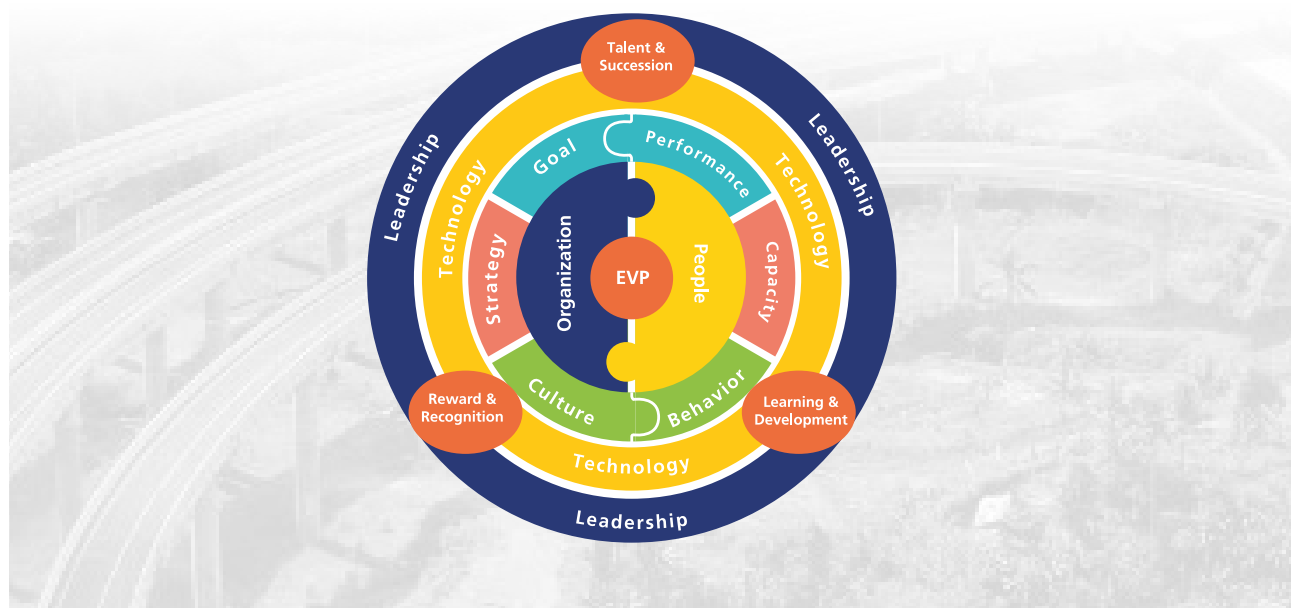 Talent &
Succession
Leadership
Leadership
Technology
Technology
Goal
Performance
Strategy
Organization
EVP
People
Capacity
Culture
Behavior
Reward &
Recognition
Learning &
Development
Technology
Leadership